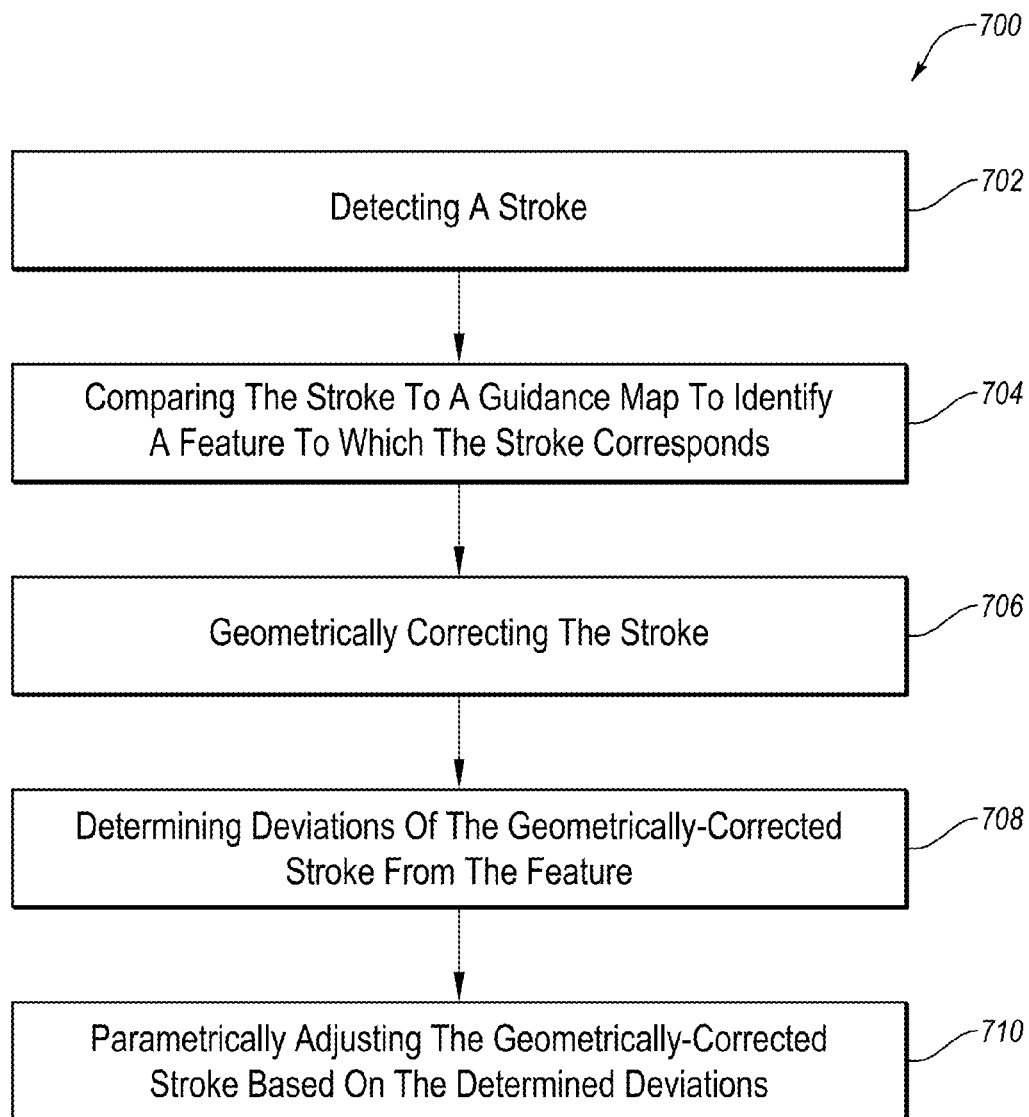 700
Detecting A Stroke
702
Comparing The Stroke To A Guidance Map To Identify
A Feature To Which The Stroke Corresponds
704
Geometrically Correcting The Stroke
706
Determining Deviations Of The Geometrically-Corrected
Stroke From The Feature
708
Parametrically Adjusting The Geometrically-Corrected
Stroke Based On The Determined Deviations
710